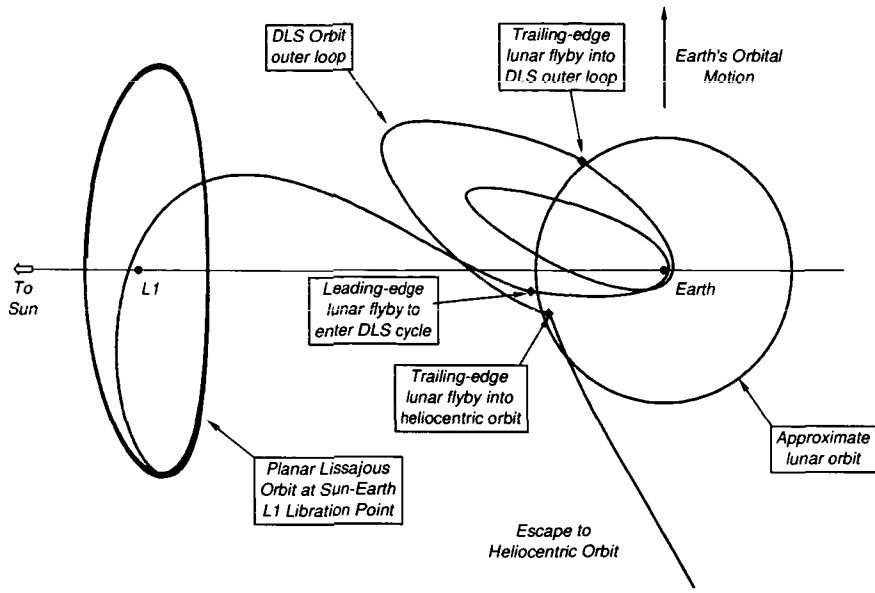 DLS Orbit
outer loop
Trailing-edge
lunar flyby into
DLS outer loop
Earth's Orbital
Motion
To
Sun
L1
Leading-edge
lunar flyby to
enter DLS cycle
Earth
Trailing-edge
lunar flyby into
heliocentric orbit
Approximate
lunar orbit
Planar Lissajous
Orbit at Sun-Earth
L1 Libration Point
Escape to
Heliocentric Orbit